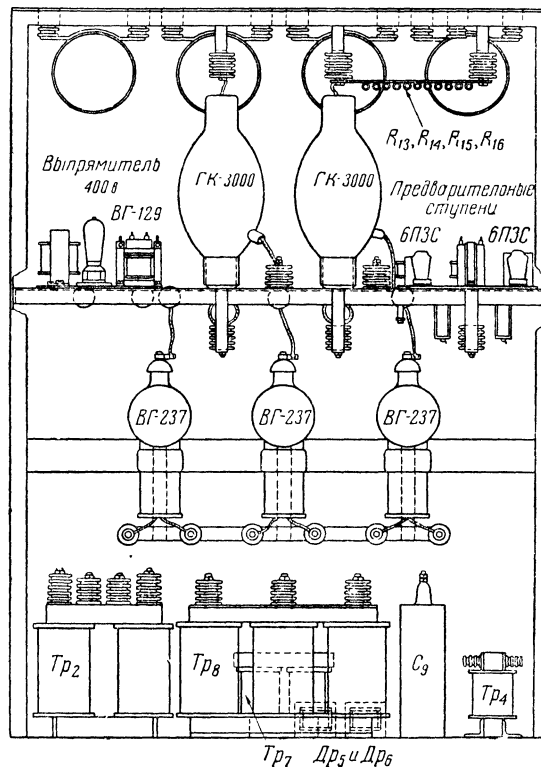 R13, R14, R15, R16
Выпрямитель
400 в
ВГ-129
ГК-3000
ГК-3000
Предварительные
ступени
6П3С
6П3С
ВГ-237
ВГ-237
ВГ-237
Тр2
Тр8
С9
Тр4
Тр7
Др5 и Др6